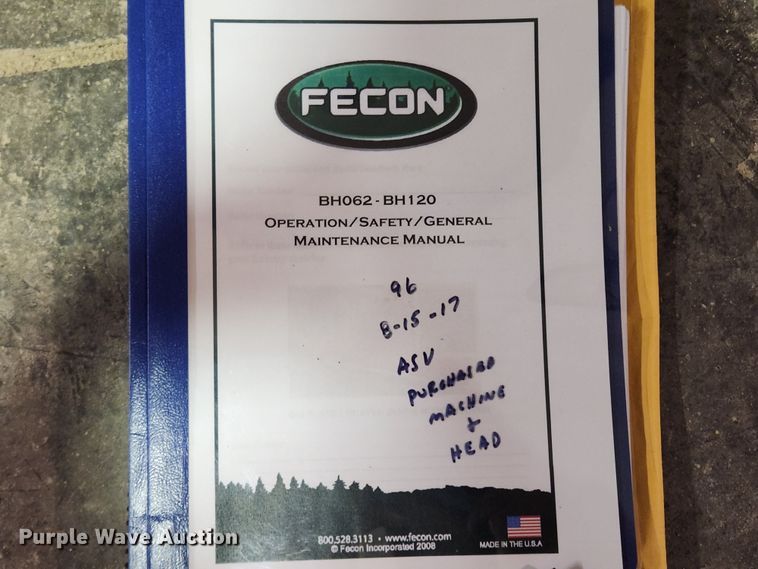 FECON
BH062 - BH120
OPERATION/SAFETY/GENERAL
MAINTENANCE MANUAL
96
8-15-17
ASV
PURCHASED
MACHINE
+
HEAD
800.528.3113 • www.fecon.com
© Fecon Incorporated 2008
MADE IN THE U.S.A
Purple Wave Auction